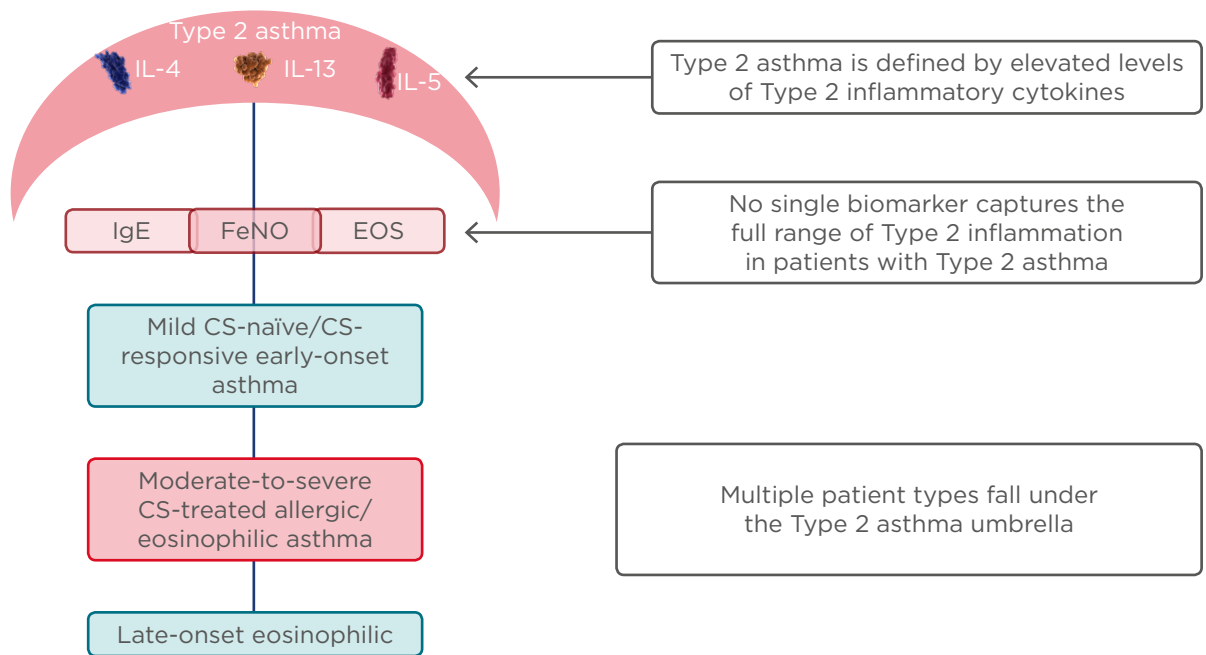 Type 2 asthma
IL-4
IL-13
IL-5
Type 2 asthma is defined by elevated levels
of Type 2 inflammatory cytokines
IgE
FeNO
EOS
No single biomarker captures the
full range of Type 2 inflammation
in patients with Type 2 asthma
Mild CS-naïve/CS-
responsive early-onset
asthma
Moderate-to-severe
CS-treated allergic/
eosinophilic asthma
Multiple patient types fall under
the Type 2 asthma umbrella
Late-onset eosinophilic